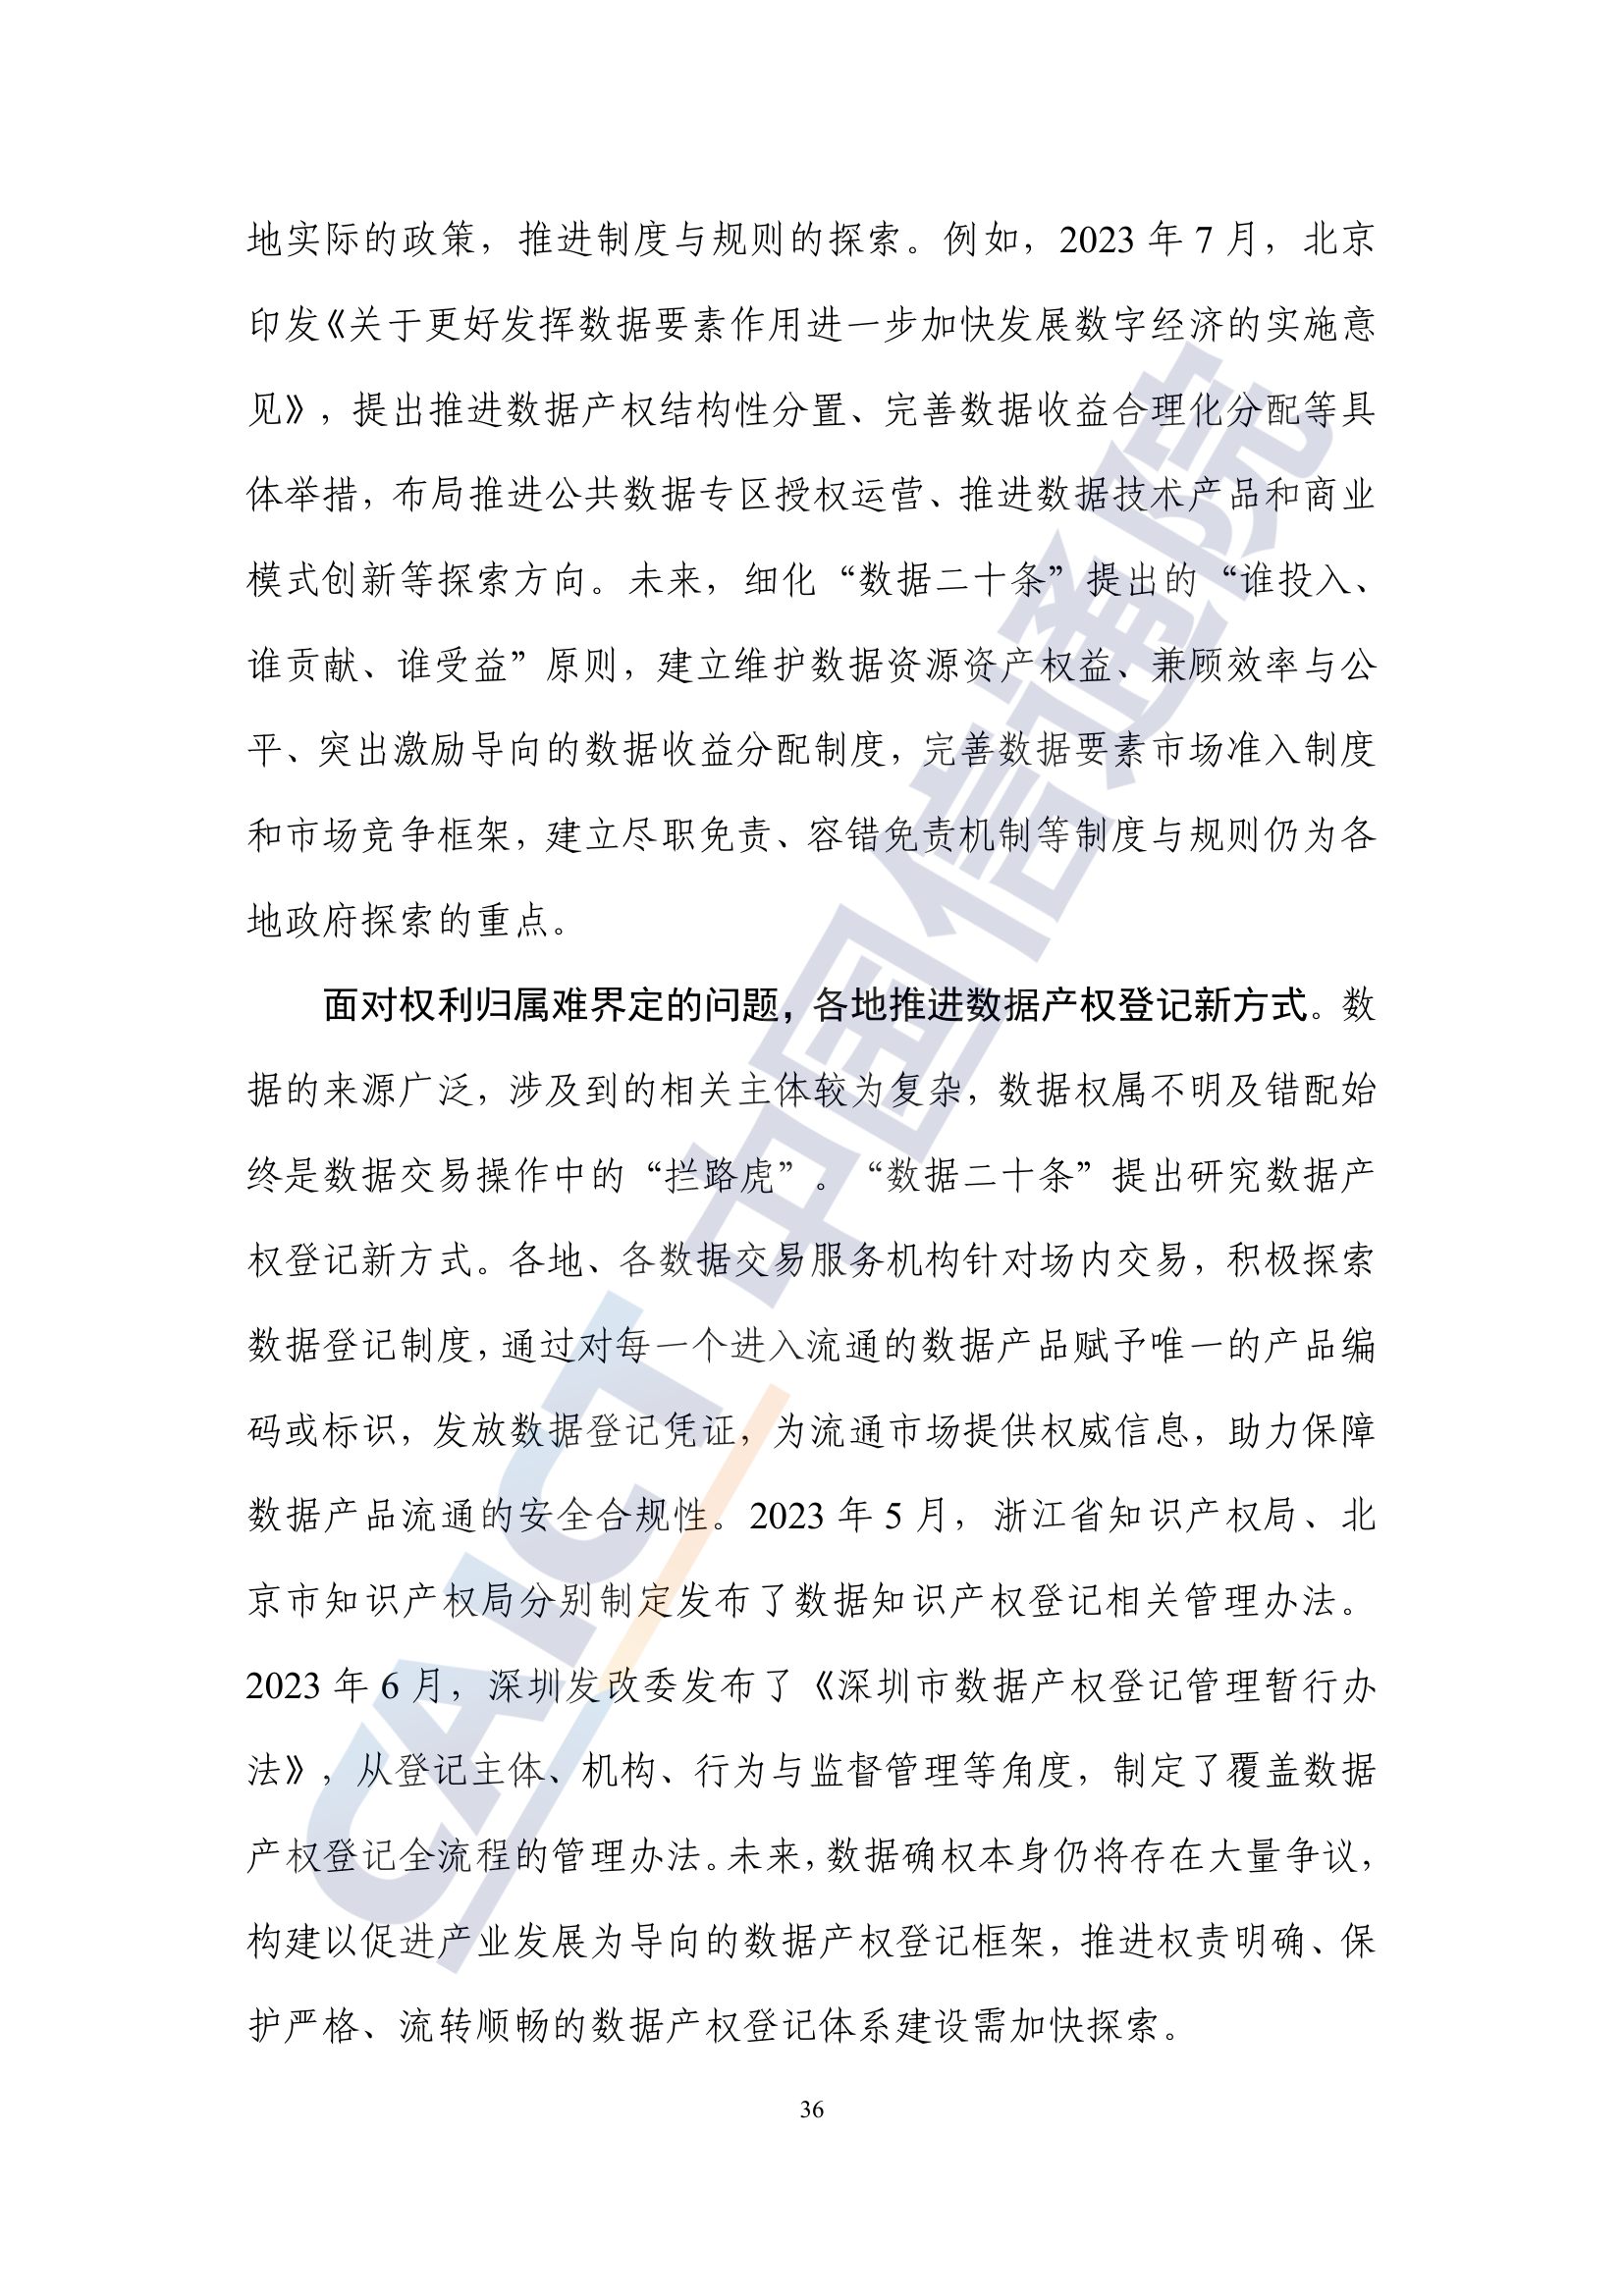 地实际的政策，推进制度与规则的探索。例如，2023 年 7 月，北京
印发《关于更好发挥数据要素作用进一步加快发展数字经济的实施意
见》，提出推进数据产权结构性分置、完善数据收益合理化分配等具
体举措，布局推进公共数据专区授权运营、推进数据技术产品和商业
模式创新等探索方向。未来，细化“数据二十条”提出的“谁投入、
谁贡献、谁受益”原则，建立维护数据资源资产权益、兼顾效率与公
平、突出激励导向的数据收益分配制度，完善数据要素市场准入制度
和市场竞争框架，建立尽职免责、容错免责机制等制度与规则仍为各
地政府探索的重点。
面对权利归属难界定的问题，各地推进数据产权登记新方式。数
据的来源广泛，涉及到的相关主体较为复杂，数据权属不明及错配始
终是数据交易操作中的“拦路虎”。“数据二十条”提出研究数据产
权登记新方式。各地、各数据交易服务机构针对场内交易，积极探索
数据登记制度，通过对每一个进入流通的数据产品赋予唯一的产品编
码或标识，发放数据登记凭证，为流通市场提供权威信息，助力保障
数据产品流通的安全合规性。2023 年 5 月，浙江省知识产权局、北
京市知识产权局分别制定发布了数据知识产权登记相关管理办法。
2023 年 6 月，深圳发改委发布了《深圳市数据产权登记管理暂行办
法》，从登记主体、机构、行为与监督管理等角度，制定了覆盖数据
产权登记全流程的管理办法。未来，数据确权本身仍将存在大量争议，
构建以促进产业发展为导向的数据产权登记框架，推进权责明确、保
护严格、流转顺畅的数据产权登记体系建设需加快探索。
36
CAICT 中国信通院